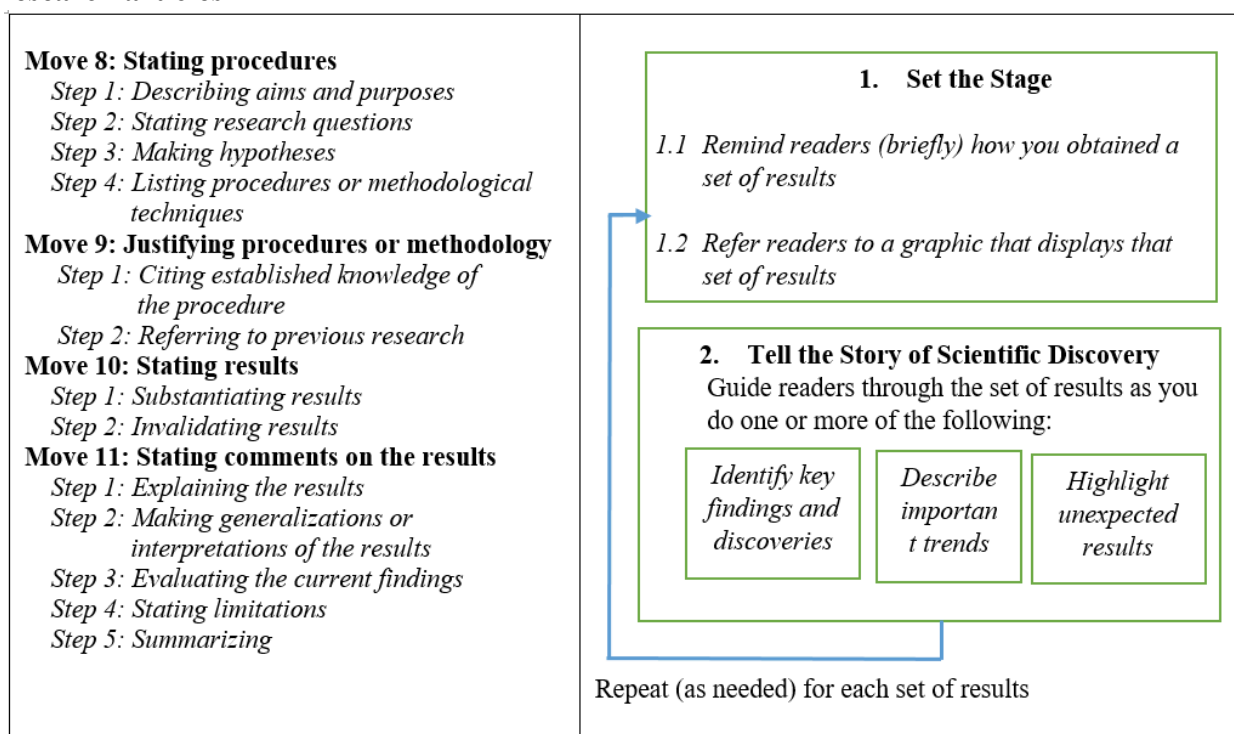 Move 8: Stating procedures
Step 1: Describing aims and purposes
Step 2: Stating research questions
Step 3: Making hypotheses
Step 4: Listing procedures or methodological
techniques
Move 9: Justifying procedures or methodology
Step 1: Citing established knowledge of
the procedure
Step 2: Referring to previous research
Move 10: Stating results
Step 1: Substantiating results
Step 2: Invalidating results
Move 11: Stating comments on the results
Step 1: Explaining the results
Step 2: Making generalizations or
interpretations of the results
Step 3: Evaluating the current findings
Step 4: Stating limitations
Step 5: Summarizing
1. Set the Stage
1.1 Remind readers (briefly) how you obtained a
set of results
1.2 Refer readers to a graphic that displays that
set of results
2. Tell the Story of Scientific Discovery
Guide readers through the set of results as you
do one or more of the following:
Identify key
findings and
discoveries
Describe
importan
t trends
Highlight
unexpected
results
Repeat (as needed) for each set of results